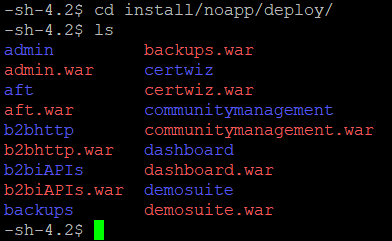 -sh-4.2$ cd install/noapp/deploy/
-sh-4.2$ ls
admin backups.war
admin.war certwiz
aft certwiz.war
aft.war communitymanagement
b2bhttp communitymanagement.war
b2bhttp.war dashboard
b2biAPIs dashboard.war
b2biAPIs.war demosuite
backups demosuite.war
-sh-4.2$